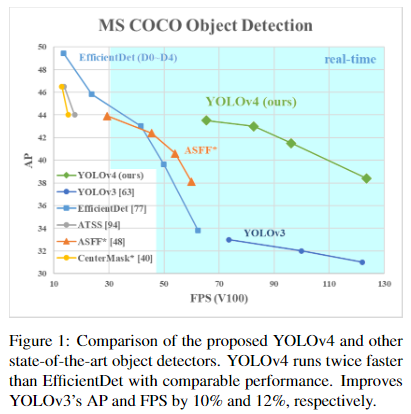 MS COCO Object Detection
50
EfficientDet (D0~D4)
real-time
48
46
YOLOv4 (ours)
44
42
ASFF*
AP
40
38
YOLOv4 (ours)
YOLOv3 [63]
36
EfficientDet [77]
34
ATSS [94]
YOLOv3
ASFF* [48]
32
CenterMask* [40]
30
10 30 50 70 90 110 130
FPS (V100)
Figure 1: Comparison of the proposed YOLOv4 and other
state-of-the-art object detectors. YOLOv4 runs twice faster
than EfficientDet with comparable performance. Improves
YOLOv3's AP and FPS by 10% and 12%, respectively.